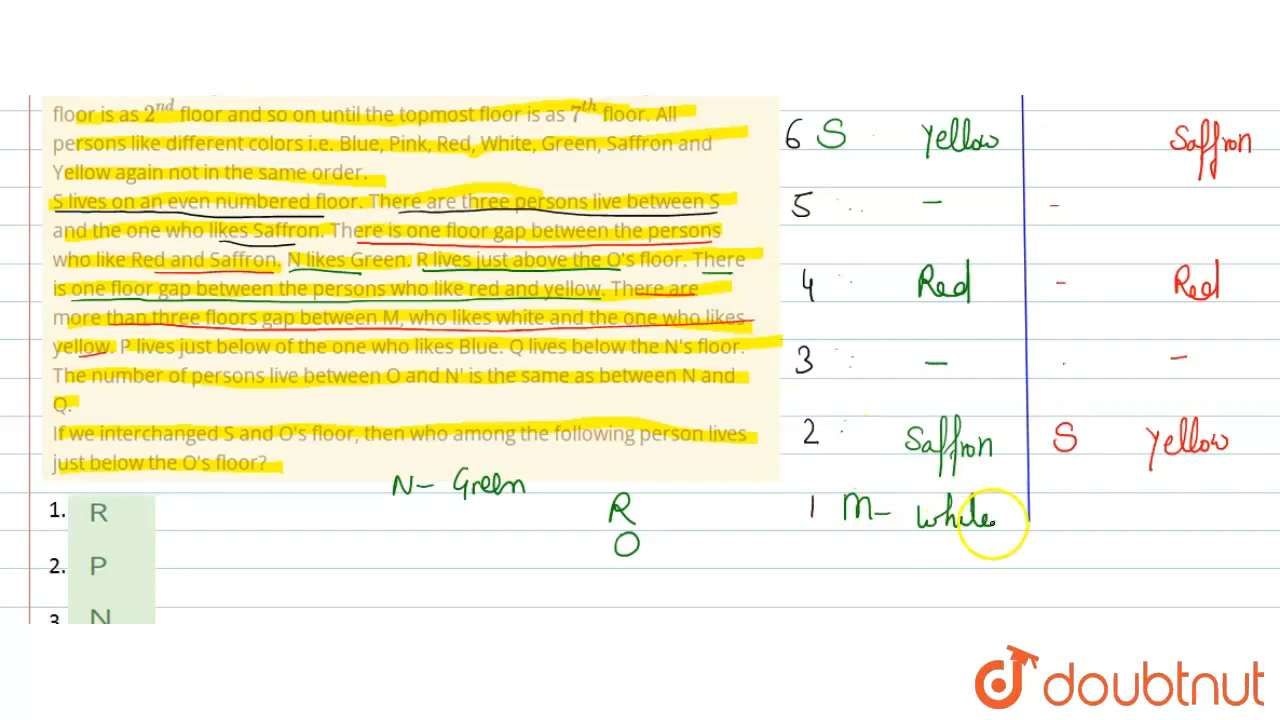 floor is as 2nd floor and so on until the topmost floor is as 7th floor. All
persons like different colors i.e. Blue, Pink, Red, White, Green, Saffron and
Yellow again not in the same order.
S lives on an even numbered floor. There are three persons live between S
and the one who likes Saffron. There is one floor gap between the persons
who like Red and Saffron. N likes Green. R lives just above the O's floor. There
is one floor gap between the persons who like red and yellow. There are
more than three floors gap between M, who likes white and the one who likes
yellow. P lives just below of the one who likes Blue. Q lives below the N's floor.
The number of persons live between O and N' is the same as between N and
Q.
If we interchanged S and O's floor, then who among the following person lives
just below the O's floor?
N- Green
R
O
1. R
2. P
3. N
6 S Yellow Saffron
5 - -
4 Red - Red
3 - -
2 Saffron S Yellow
1 M- White
doubtnut